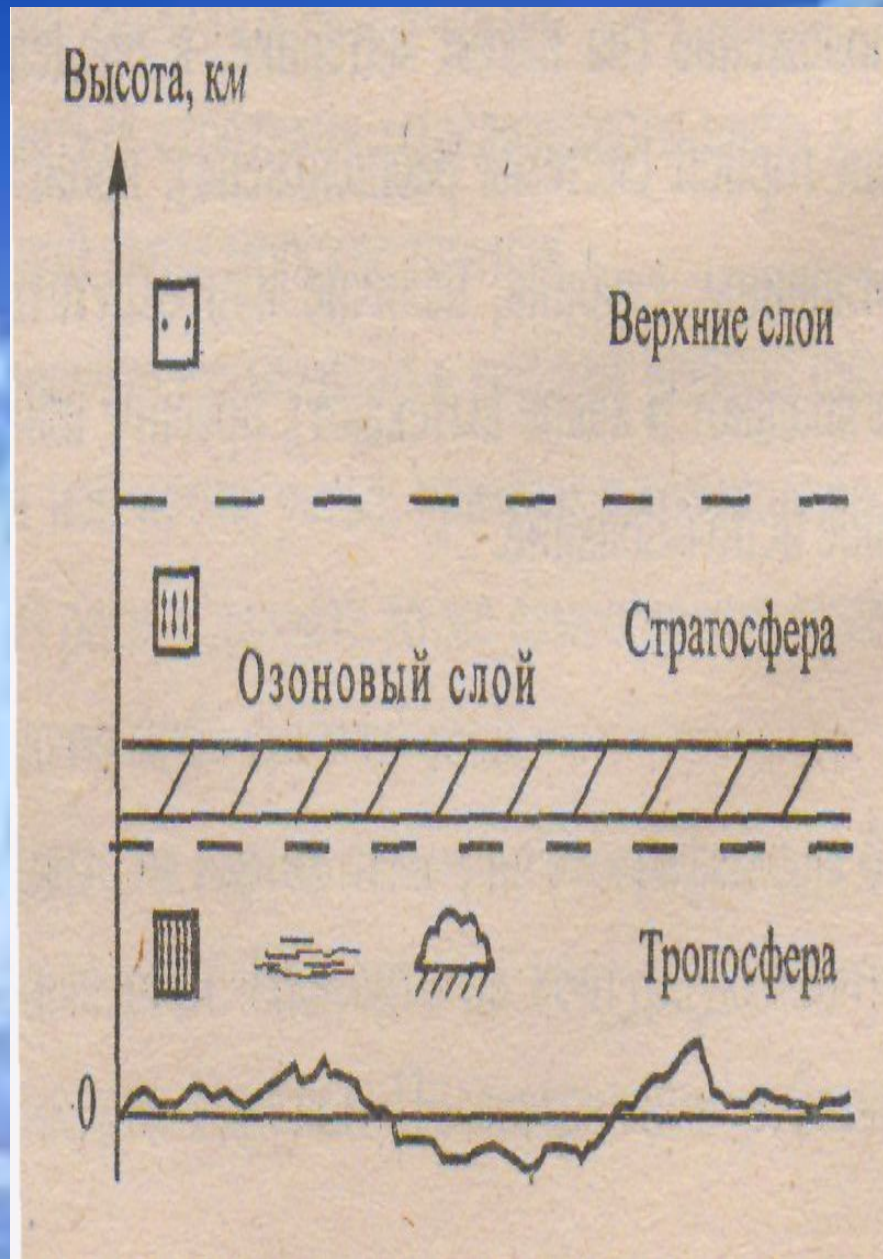 Высота, км
Верхние слои
Стратосфера
Озоновый слой
Тропосфера
0